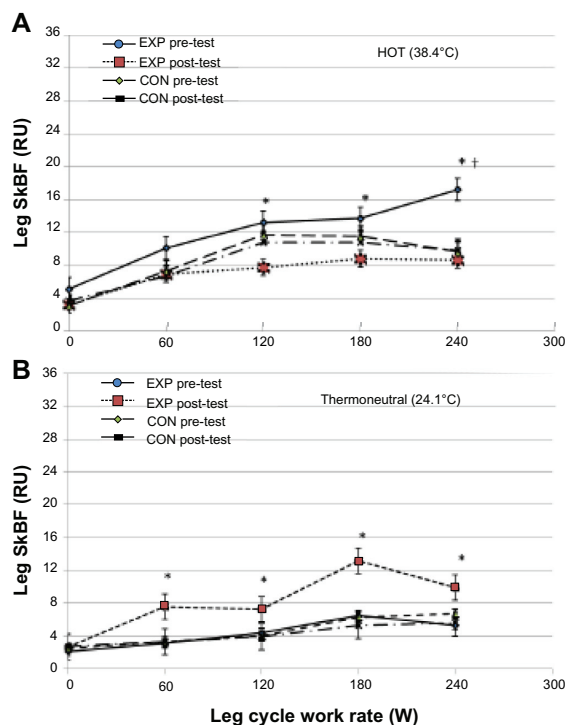 A
36
32
28
24
20
16
12
8
4
0
Leg SkBF (RU)
EXP pre-test
EXP post-test
CON pre-test
CON post-test
HOT (38.4°C)
* * * †
0 60 120 180 240 300
B
36
32
28
24
20
16
12
8
4
0
Leg SkBF (RU)
EXP pre-test
EXP post-test
CON pre-test
CON post-test
Thermoneutral (24.1°C)
* * * *
0 60 120 180 240 300
Leg cycle work rate (W)